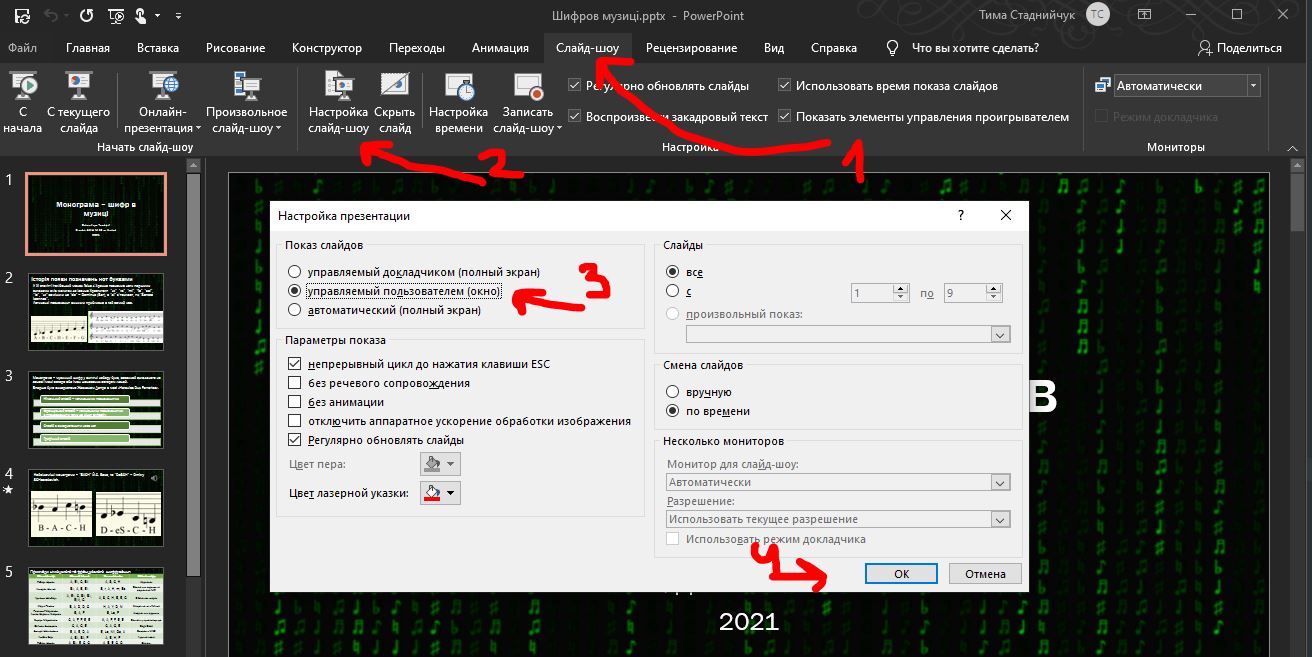 Шифров музиці.pptx - PowerPoint
Тима Стаднийчук ТС
Файл Главная Вставка Рисование Конструктор Переходы Анимация Слайд-шоу Рецензирование Вид Справка Что вы хотите сделать? Поделиться
С начала
С текущего слайда
Онлайн-презентация
Произвольное слайд-шоу
Начать слайд-шоу
Настройка слайд-шоу
Скрыть слайд
Настройка времени
Записать слайд-шоу
Регулярно обновлять слайды
Воспроизвести закадровый текст
Использовать время показа слайдов
Показать элементы управления проигрывателем
Настройка
Автоматически
Режим докладчика
Мониторы
1
2
3
4
1
Монограма – шифр в
музиці
2
Історія появи позначень нот буквами
A - B - C - D - E - F - G
3
4
B - A - C - H
D - eS - C - H
5
в
2021
Настройка презентации
?
Показ слайдов
управляемый докладчиком (полный экран)
управляемый пользователем (окно)
автоматический (полный экран)
Параметры показа
непрерывный цикл до нажатия клавиши ESC
без речевого сопровождения
без анимации
отключить аппаратное ускорение обработки изображения
Регулярно обновлять слайды
Цвет пера:
Цвет лазерной указки:
Слайды
все
с 1 по 9
произвольный показ:
Смена слайдов
вручную
по времени
Несколько мониторов
Монитор для слайд-шоу:
Автоматически
Разрешение:
Использовать текущее разрешение
Использовать режим докладчика
ОК Отмена